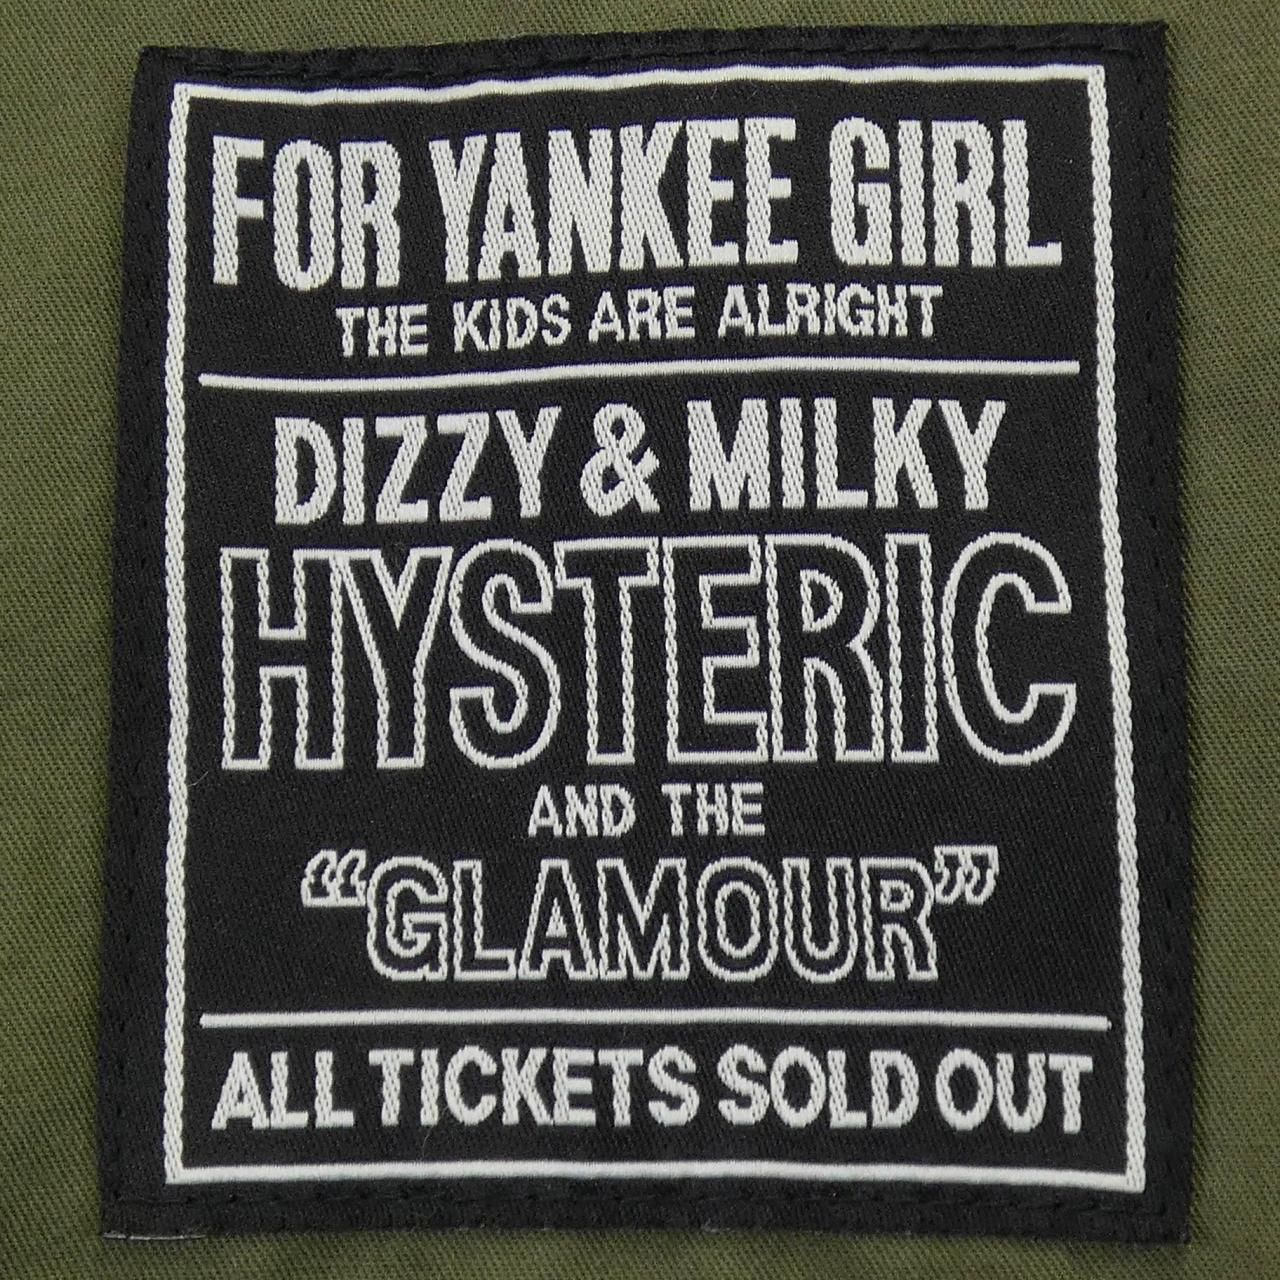 FOR YANKEE GIRL
THE KIDS ARE ALRIGHT
DIZZY & MILKY
HYSTERIC
AND THE
“GLAMOUR”
ALL TICKETS SOLD OUT